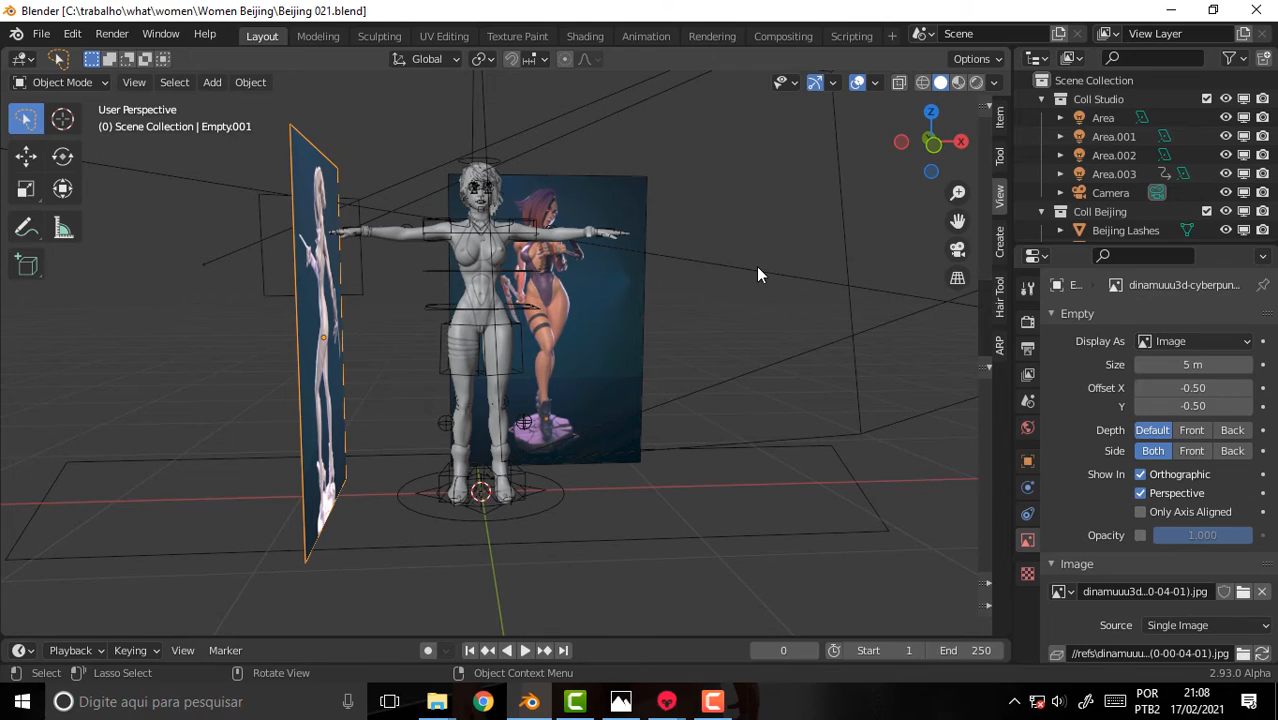 Blender [C:\trabalho\what\women\Women Beijing\Beijing 021.blend]
File Edit Render Window Help Layout Modeling Sculpting UV Editing Texture Paint Shading Animation Rendering Compositing Scripting Scene View Layer
Global Options
Object Mode View Select Add Object
User Perspective
(0) Scene Collection | Empty.001
Z
X
Item
Tool
View
Create
Hair Tool
ARP
Scene Collection
Coll Studio
Area
Area.001
Area.002
Area.003
Camera
Coll Beijing
Beijing Lashes
E... dinamuuu3d-cyberpun...
Empty
Display As Image
Size 5 m
Offset X -0.50
Y -0.50
Depth Default Front Back
Side Both Front Back
Show In Orthographic
Perspective
Only Axis Aligned
Opacity 1.000
Image
dinamuuu3d...0-04-01).jpg
Source Single Image
//refs\dinamuuu...(0-00-04-01).jpg
Playback Keying View Marker 0 Start 1 End 250
Select Lasso Select Rotate View Object Context Menu 2.93.0 Alpha
Digite aqui para pesquisar
POR
PTB2
21:08
17/02/2021